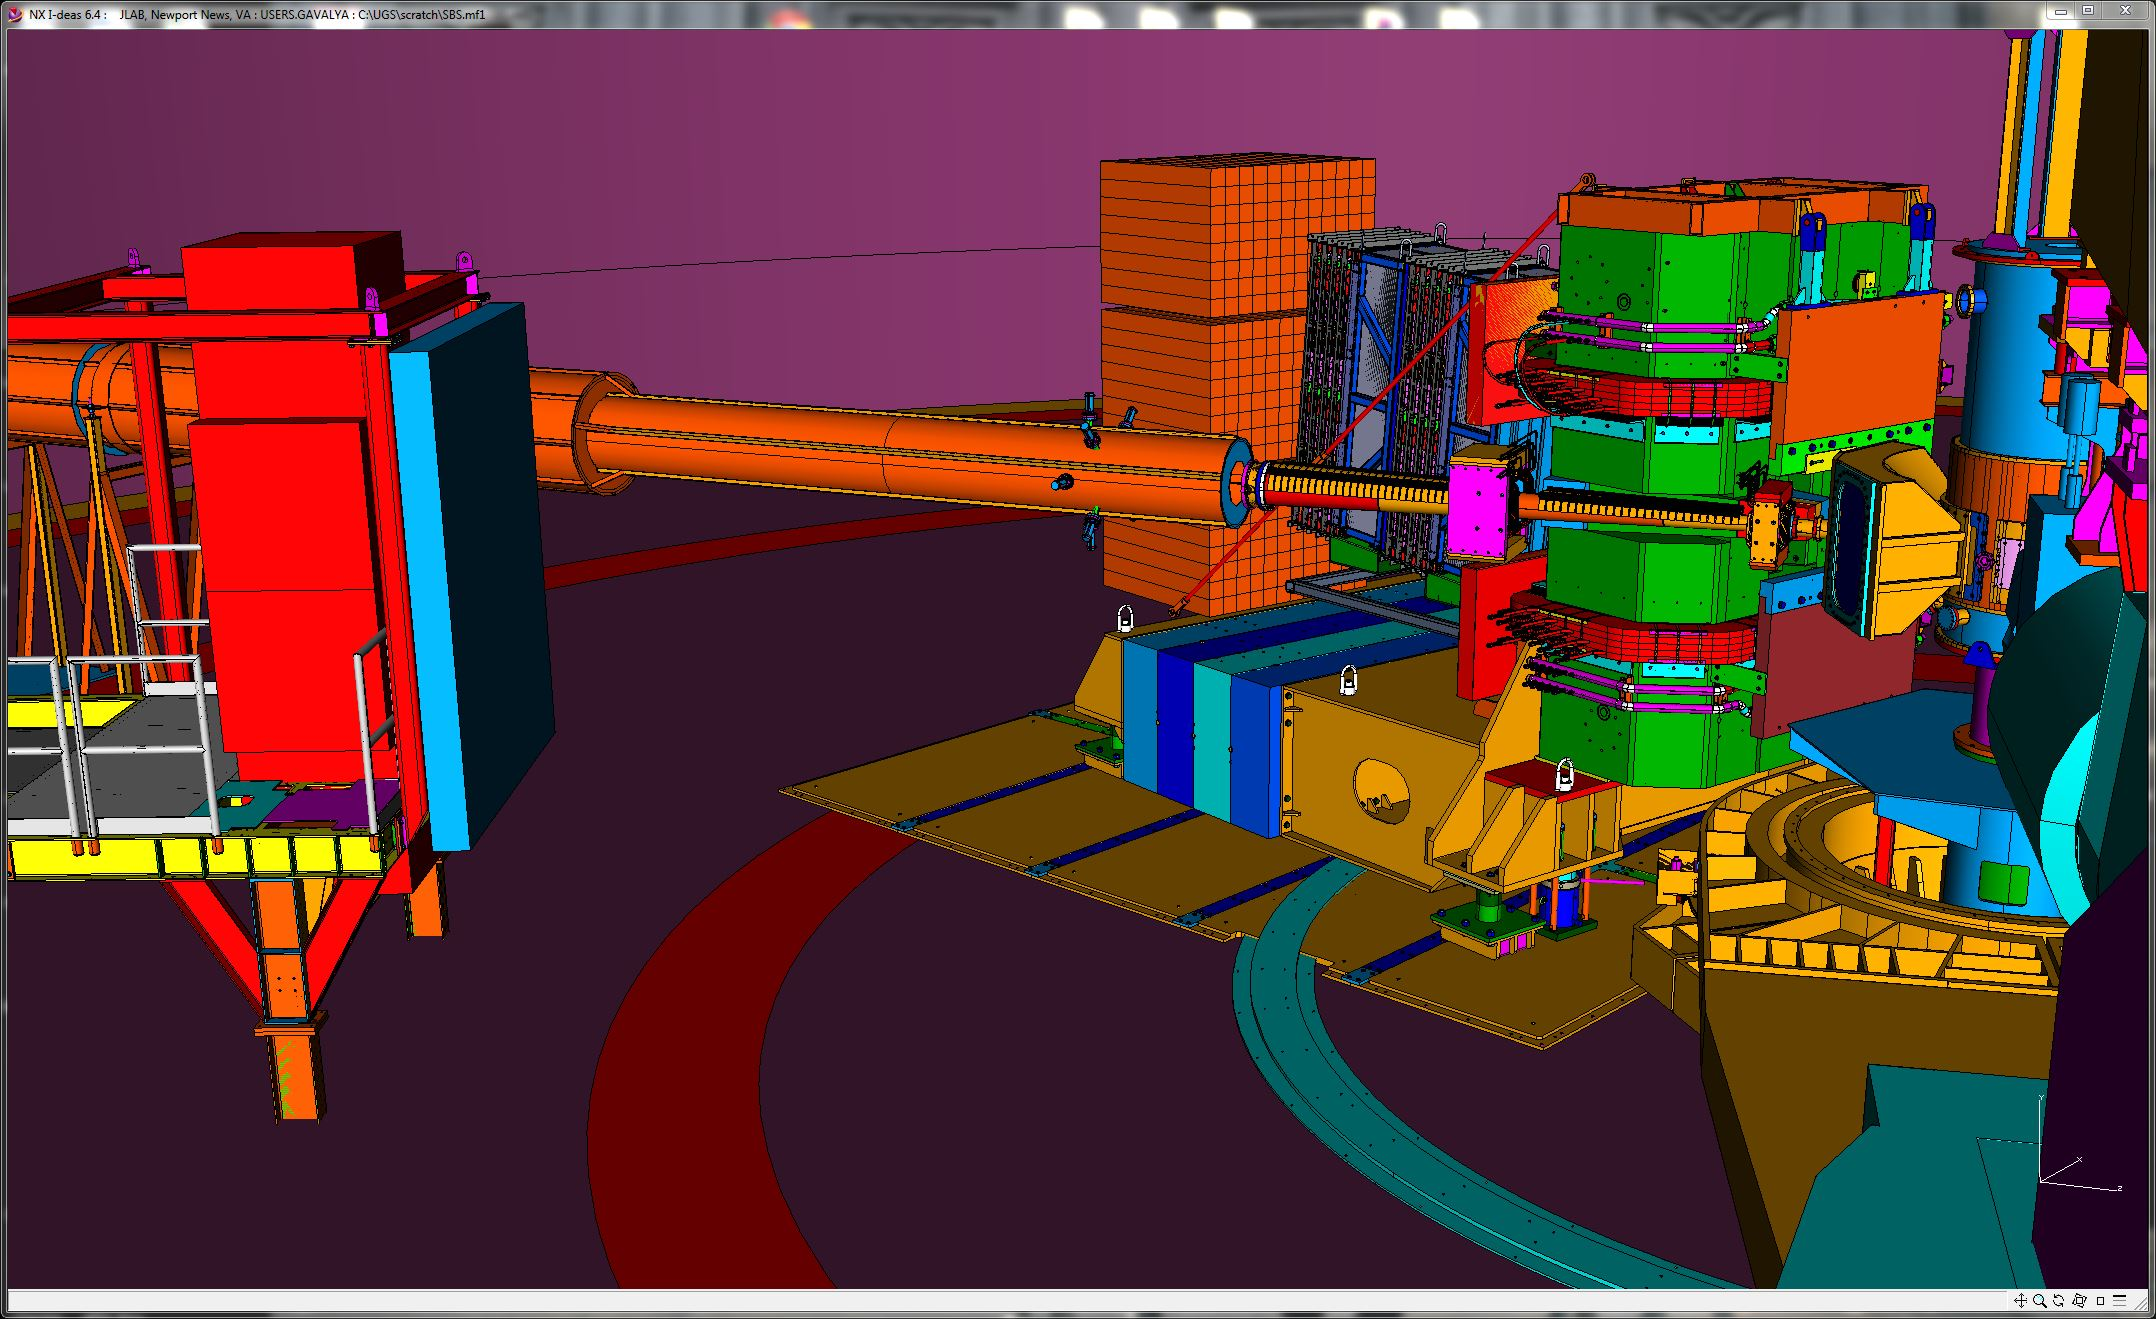 NX I-deas 6.4 : JLAB, Newport News, VA : USERS.GAVALYA : C:\UGS\scratch\SBS.mf1
Y
X
Z